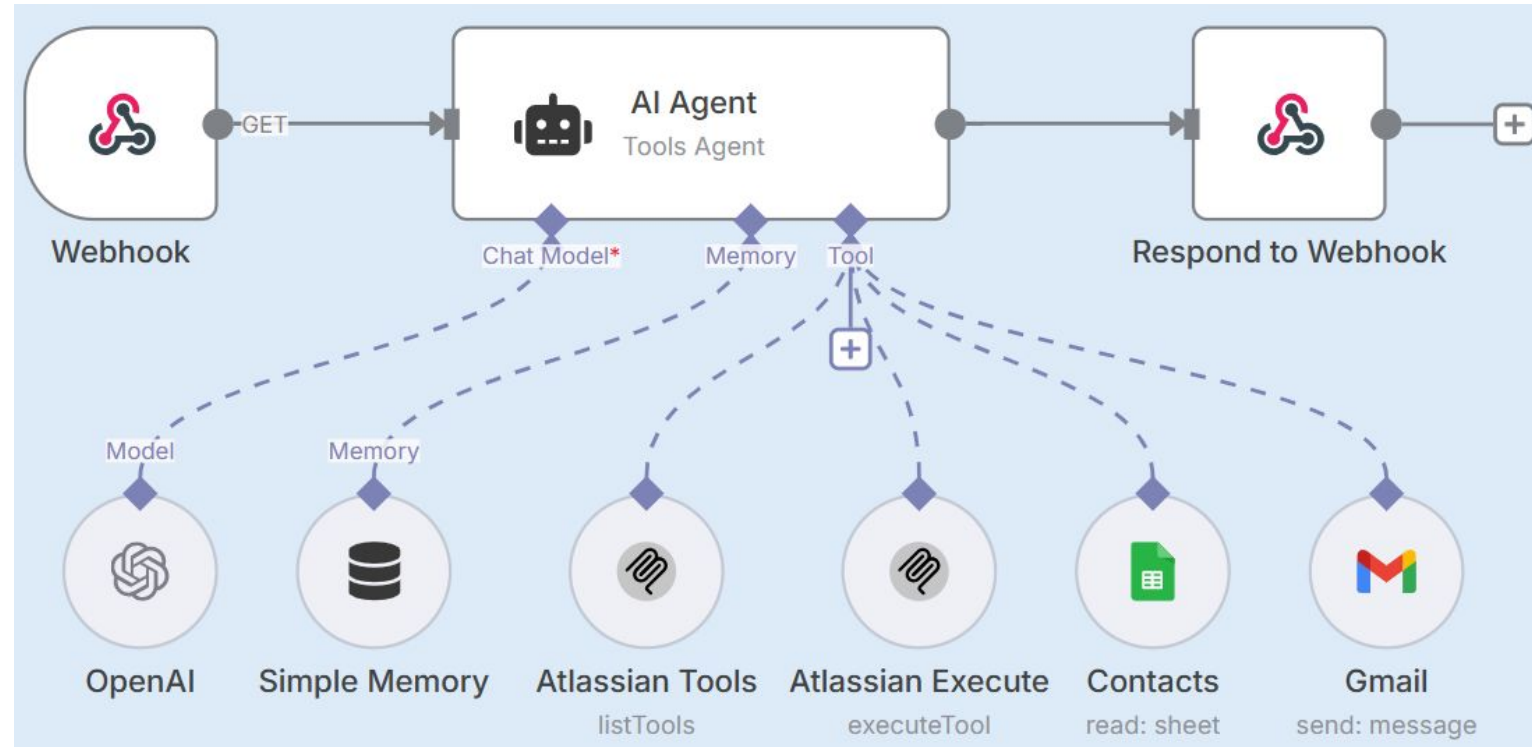 AI Agent
Tools Agent
GET
Webhook
Respond to Webhook
Chat Model*
Memory
Tool
Model
Memory
OpenAI
Simple Memory
Atlassian Tools
listTools
Atlassian Execute
executeTool
Contacts
read: sheet
Gmail
send: message